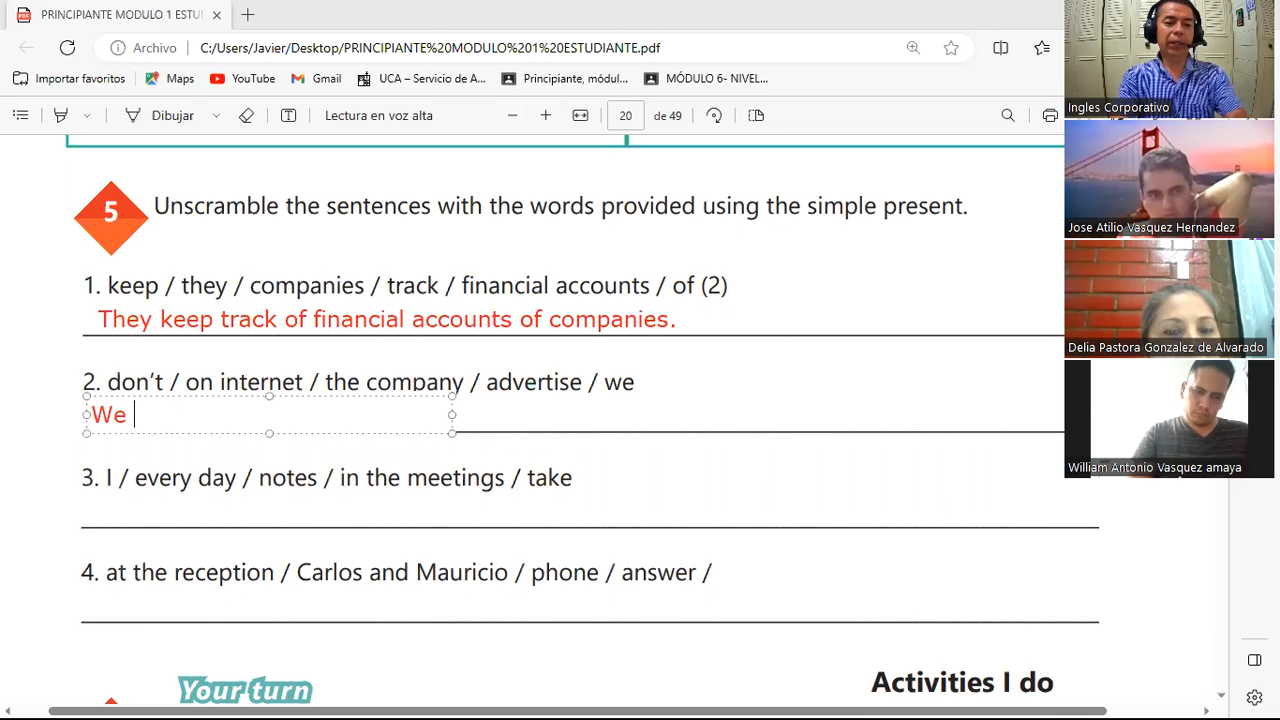 PRINCIPIANTE MODULO 1 ESTU
Archivo C:/Users/Javier/Desktop/PRINCIPIANTE%20MODULO%201%20ESTUDIANTE.pdf
Importar favoritos Maps YouTube Gmail UCA – Servicio de A... Principiante, módul... MÓDULO 6- NIVEL...
Dibujar Lectura en voz alta 20 de 49
5 Unscramble the sentences with the words provided using the simple present.
1. keep / they / companies / track / financial accounts / of (2)
They keep track of financial accounts of companies.
2. don’t / on internet / the company / advertise / we
We
3. I / every day / notes / in the meetings / take
4. at the reception / Carlos and Mauricio / phone / answer /
Your turn
Activities I do
Ingles Corporativo
Jose Atilio Vasquez Hernandez
Delia Pastora Gonzalez de Alvarado
William Antonio Vasquez amaya